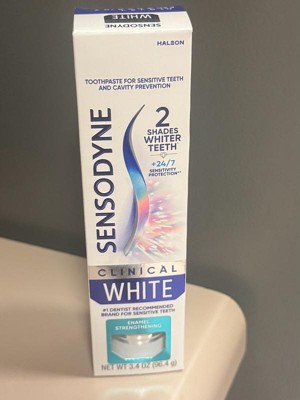 SENSODYNE
WHITE
HALEON
TOOTHPASTE FOR SENSITIVE TEETH
AND CAVITY PREVENTION
SENSODYNE
2
SHADES
WHITER
TEETH*
+24/7
SENSITIVITY
PROTECTION**
CLINICAL
WHITE
#1 DENTIST RECOMMENDED
BRAND FOR SENSITIVE TEETH
ENAMEL
STRENGTHENING
NET WT 3.4 OZ (96.4 g)